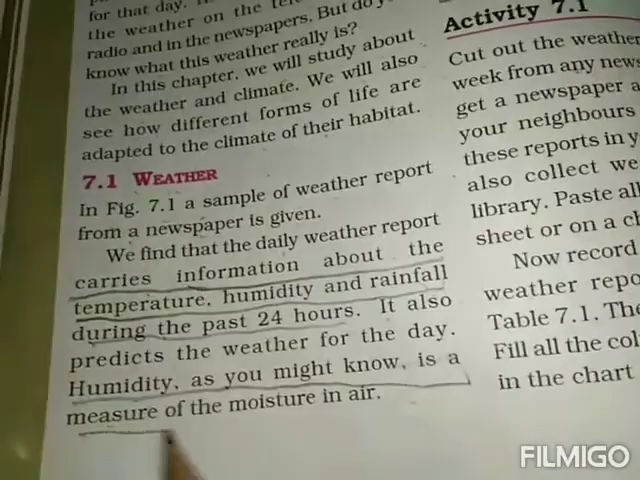 for that day.
the weather on the
radio and in the newspapers. But do
know what this weather really is?
In this chapter, we will study about
the weather and climate. We will also
see how different forms of life are
adapted to the climate of their habitat.
7.1 WEATHER
In Fig. 7.1 a sample of weather report
from a newspaper is given.
We find that the daily weather report
carries information about the
temperature, humidity and rainfall
during the past 24 hours. It also
predicts the weather for the day.
Humidity, as you might know, is a
measure of the moisture in air.
Activity 7.1
Cut out the weather
week from any
get a newspaper
your neighbours
these reports in
also collect
library. Paste all
sheet or on a
Now record
weather
Table 7.1. The
Fill all the
in the chart
FILMIGO